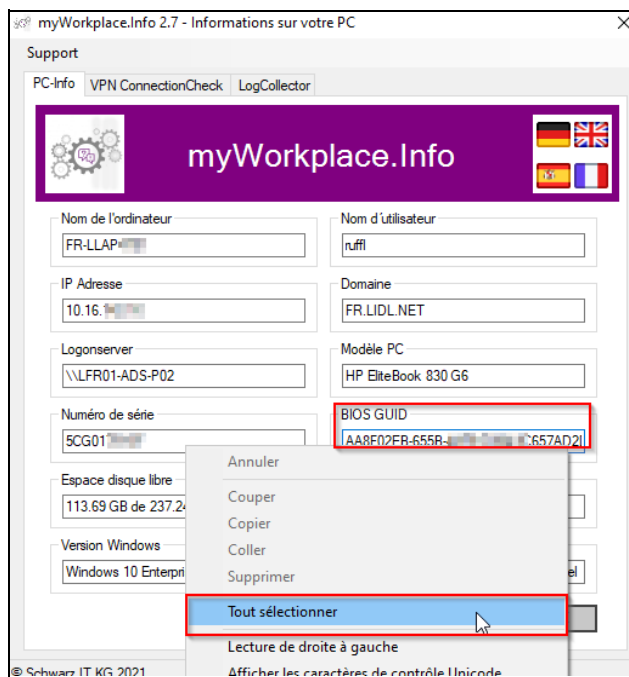 myWorkplace.Info 2.7 - Informations sur votre PC
Support
PC-Info VPN ConnectionCheck LogCollector
myWorkplace.Info
Nom de l'ordinateur Nom d´utilisateur
FR-LLAP ruffl
IP Adresse Domaine
10.16. FR.LIDL.NET
Logonserver Modèle PC
\\LFR01-ADS-P02 HP EliteBook 830 G6
Numéro de série BIOS GUID
5CG01 AA8F02EB-655B- C657AD2
Annuler
Espace disque libre
Couper
113.69 GB de 237.24
Copier
Version Windows
Coller
Windows 10 Enterpri
Supprimer
Tout sélectionner
Lecture de droite à gauche
© Schwarz IT KG 2021
Afficher les caractères de contrôle Unicode